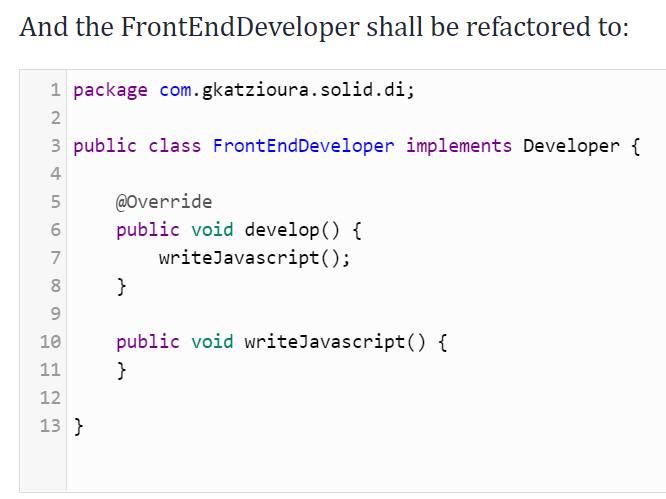 And the FrontEndDeveloper shall be refactored to:
1 package com.gkatzioura.solid.di;
2
3 public class FrontEndDeveloper implements Developer {
4
5     @Override
6     public void develop() {
7         writeJavascript();
8     }
9
10     public void writeJavascript() {
11     }
12
13 }